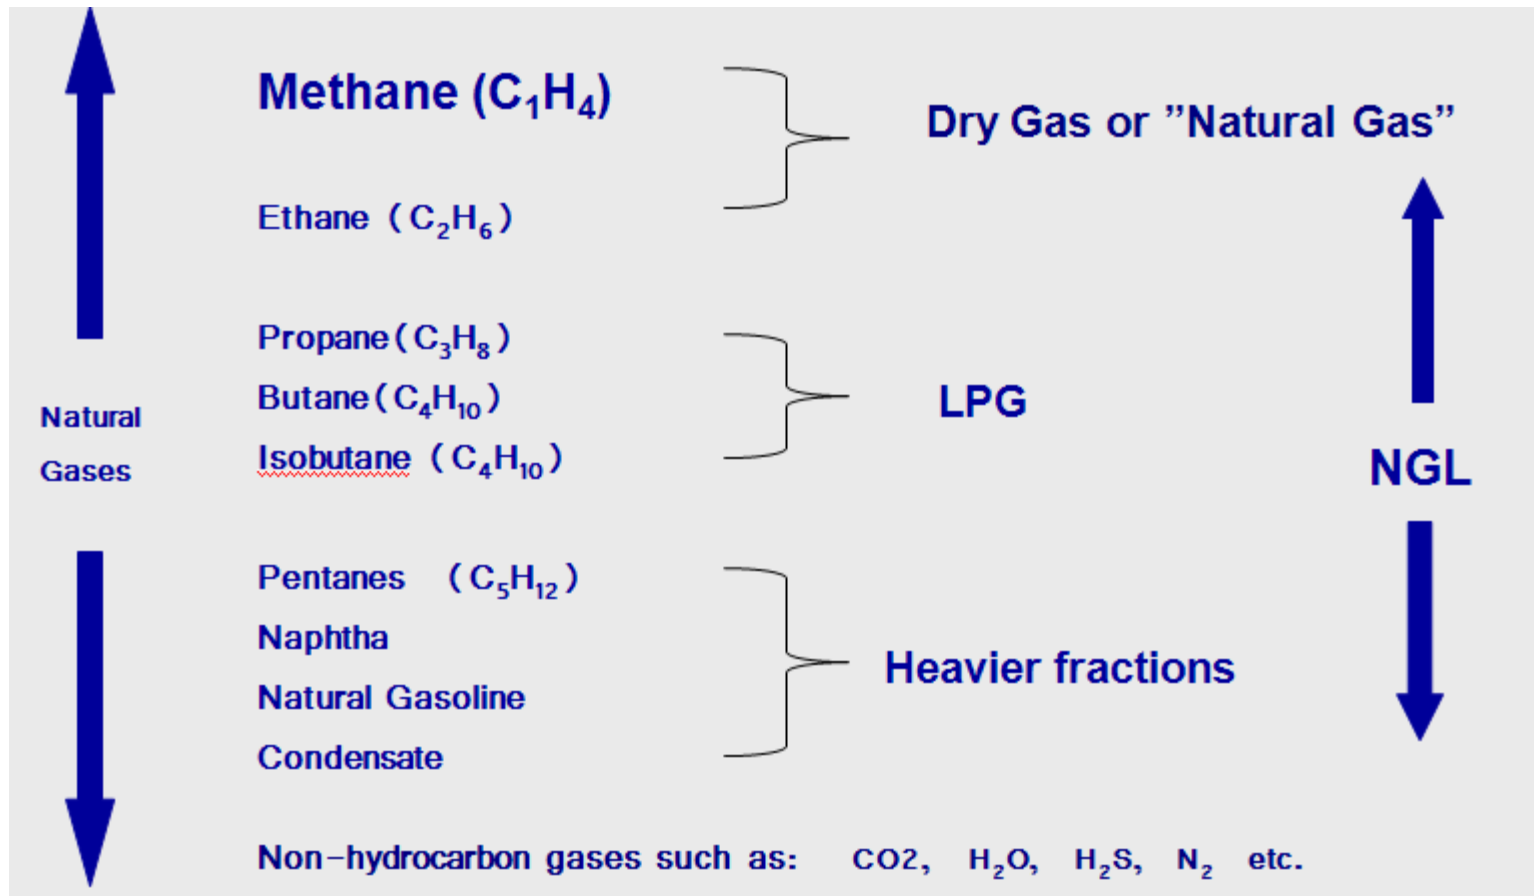 Methane (C₁H₄)
Dry Gas or ”Natural Gas”
Ethane (C₂H₆)
Propane(C₃H₈)
Butane(C₄H₁₀)
LPG
Natural
Gases
Isobutane (C₄H₁₀)
NGL
Pentanes (C₅H₁₂)
Naphtha
Heavier fractions
Natural Gasoline
Condensate
Non-hydrocarbon gases such as: CO2, H₂O, H₂S, N₂ etc.